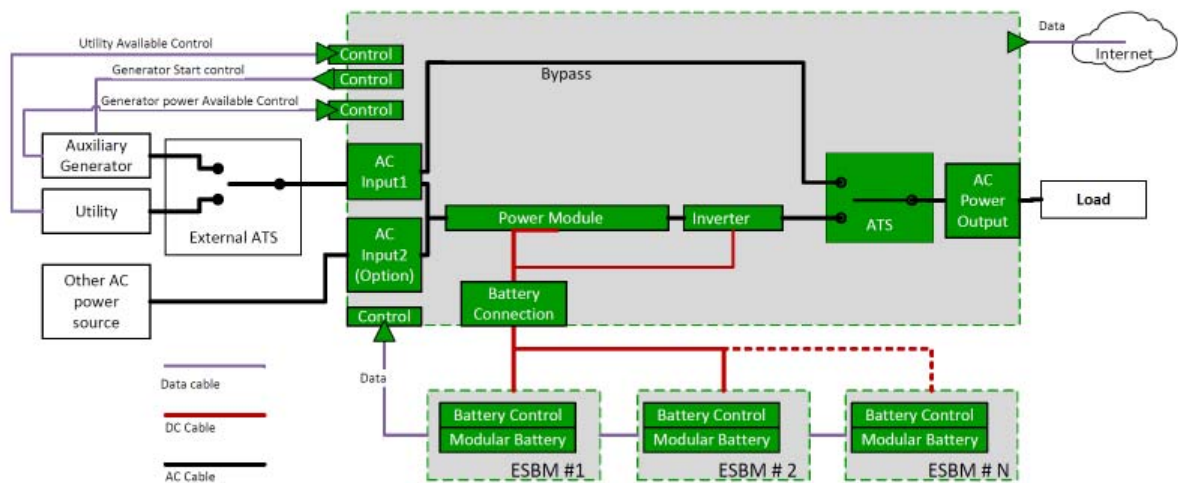 Utility Available Control
Generator Start control
Generator power Available Control
Control
Control
Control
Bypass
Data
Internet
Auxiliary
Generator
Utility
External ATS
Other AC
power
source
AC
Input1
AC
Input2
(Option)
Control
Power Module
Inverter
Battery
Connection
ATS
AC
Power
Output
Load
Data
Data cable
DC Cable
AC Cable
Battery Control
Modular Battery
ESBM #1
Battery Control
Modular Battery
ESBM # 2
Battery Control
Modular Battery
ESBM # N